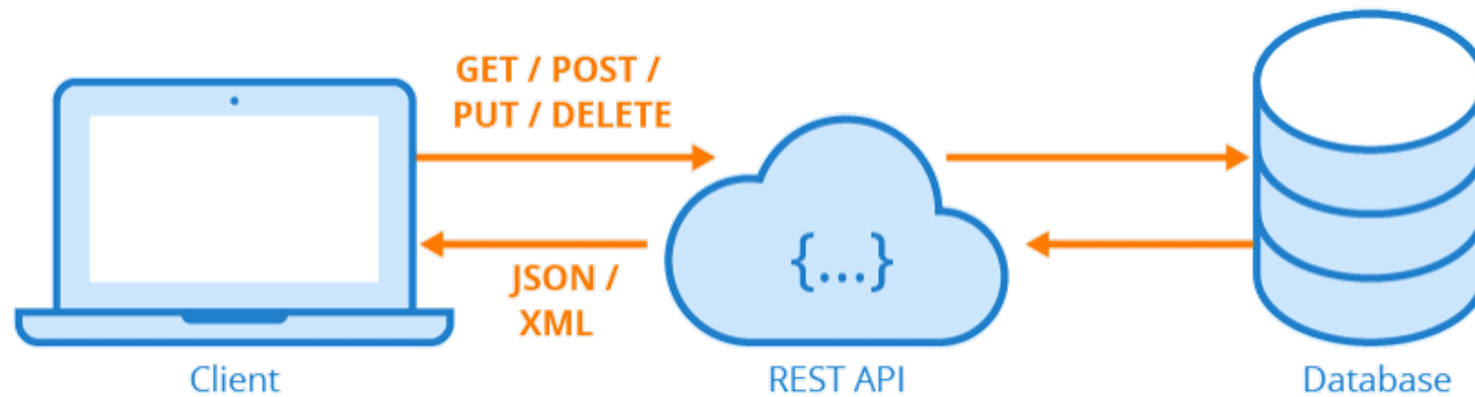 GET / POST /
PUT / DELETE
{...}
JSON /
XML
Client
REST API
Database